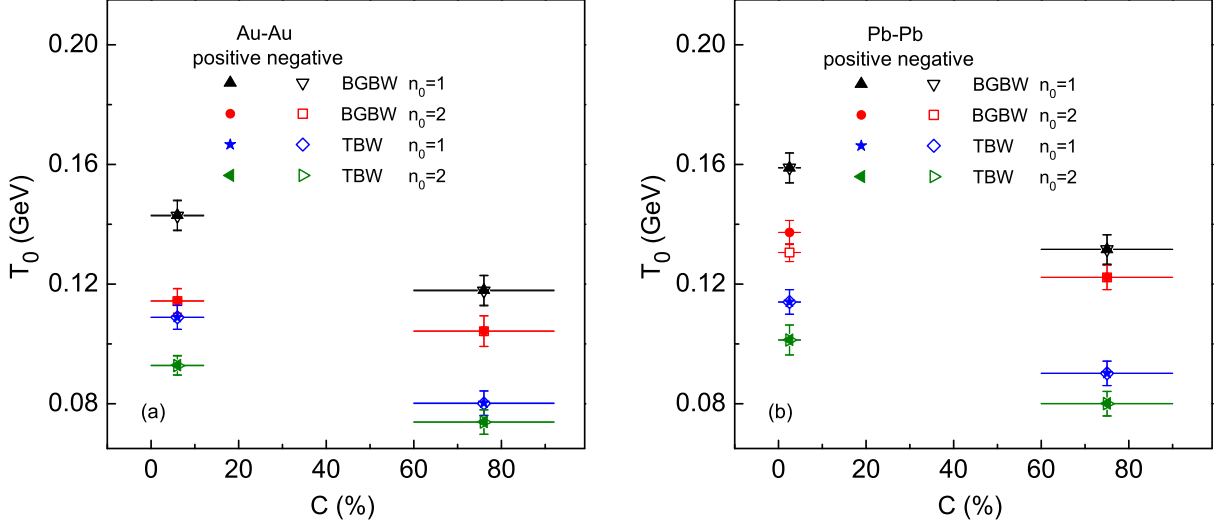 Au-Au
positive negative
BGBW n₀=1
BGBW n₀=2
TBW n₀=1
TBW n₀=2
0.20
0.16
0.12
0.08
T₀ (GeV)
(a)
0 20 40 60 80
C (%)
Pb-Pb
positive negative
BGBW n₀=1
BGBW n₀=2
TBW n₀=1
TBW n₀=2
0.20
0.16
0.12
0.08
T₀ (GeV)
(b)
0 20 40 60 80
C (%)